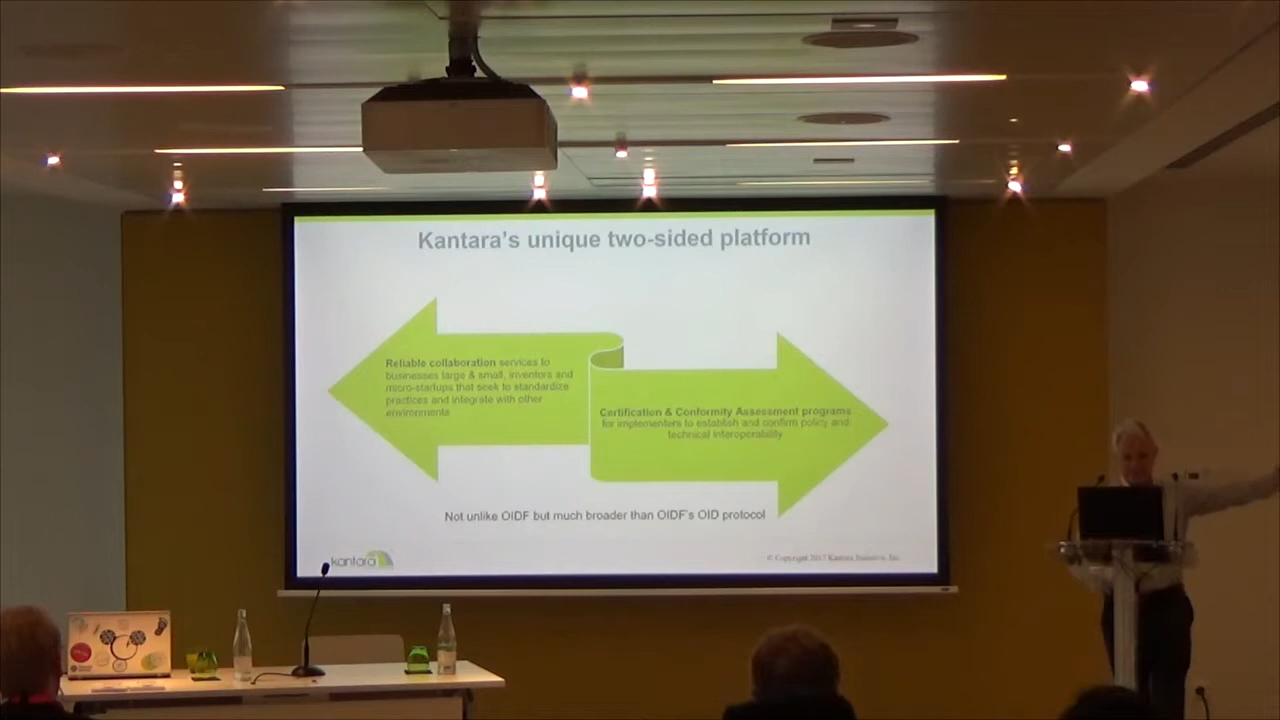 Kantara's unique two-sided platform
Reliable collaboration services to
businesses large & small, inventors and
micro-startups that seek to standardize
practices and integrate with other
environments
Certification & Conformity Assessment programs
for implementers to establish and confirm policy and
technical interoperability
Not unlike OIDF but much broader than OIDF's OID protocol
kantara
© Copyright 2017 Kantara Initiative, Inc.